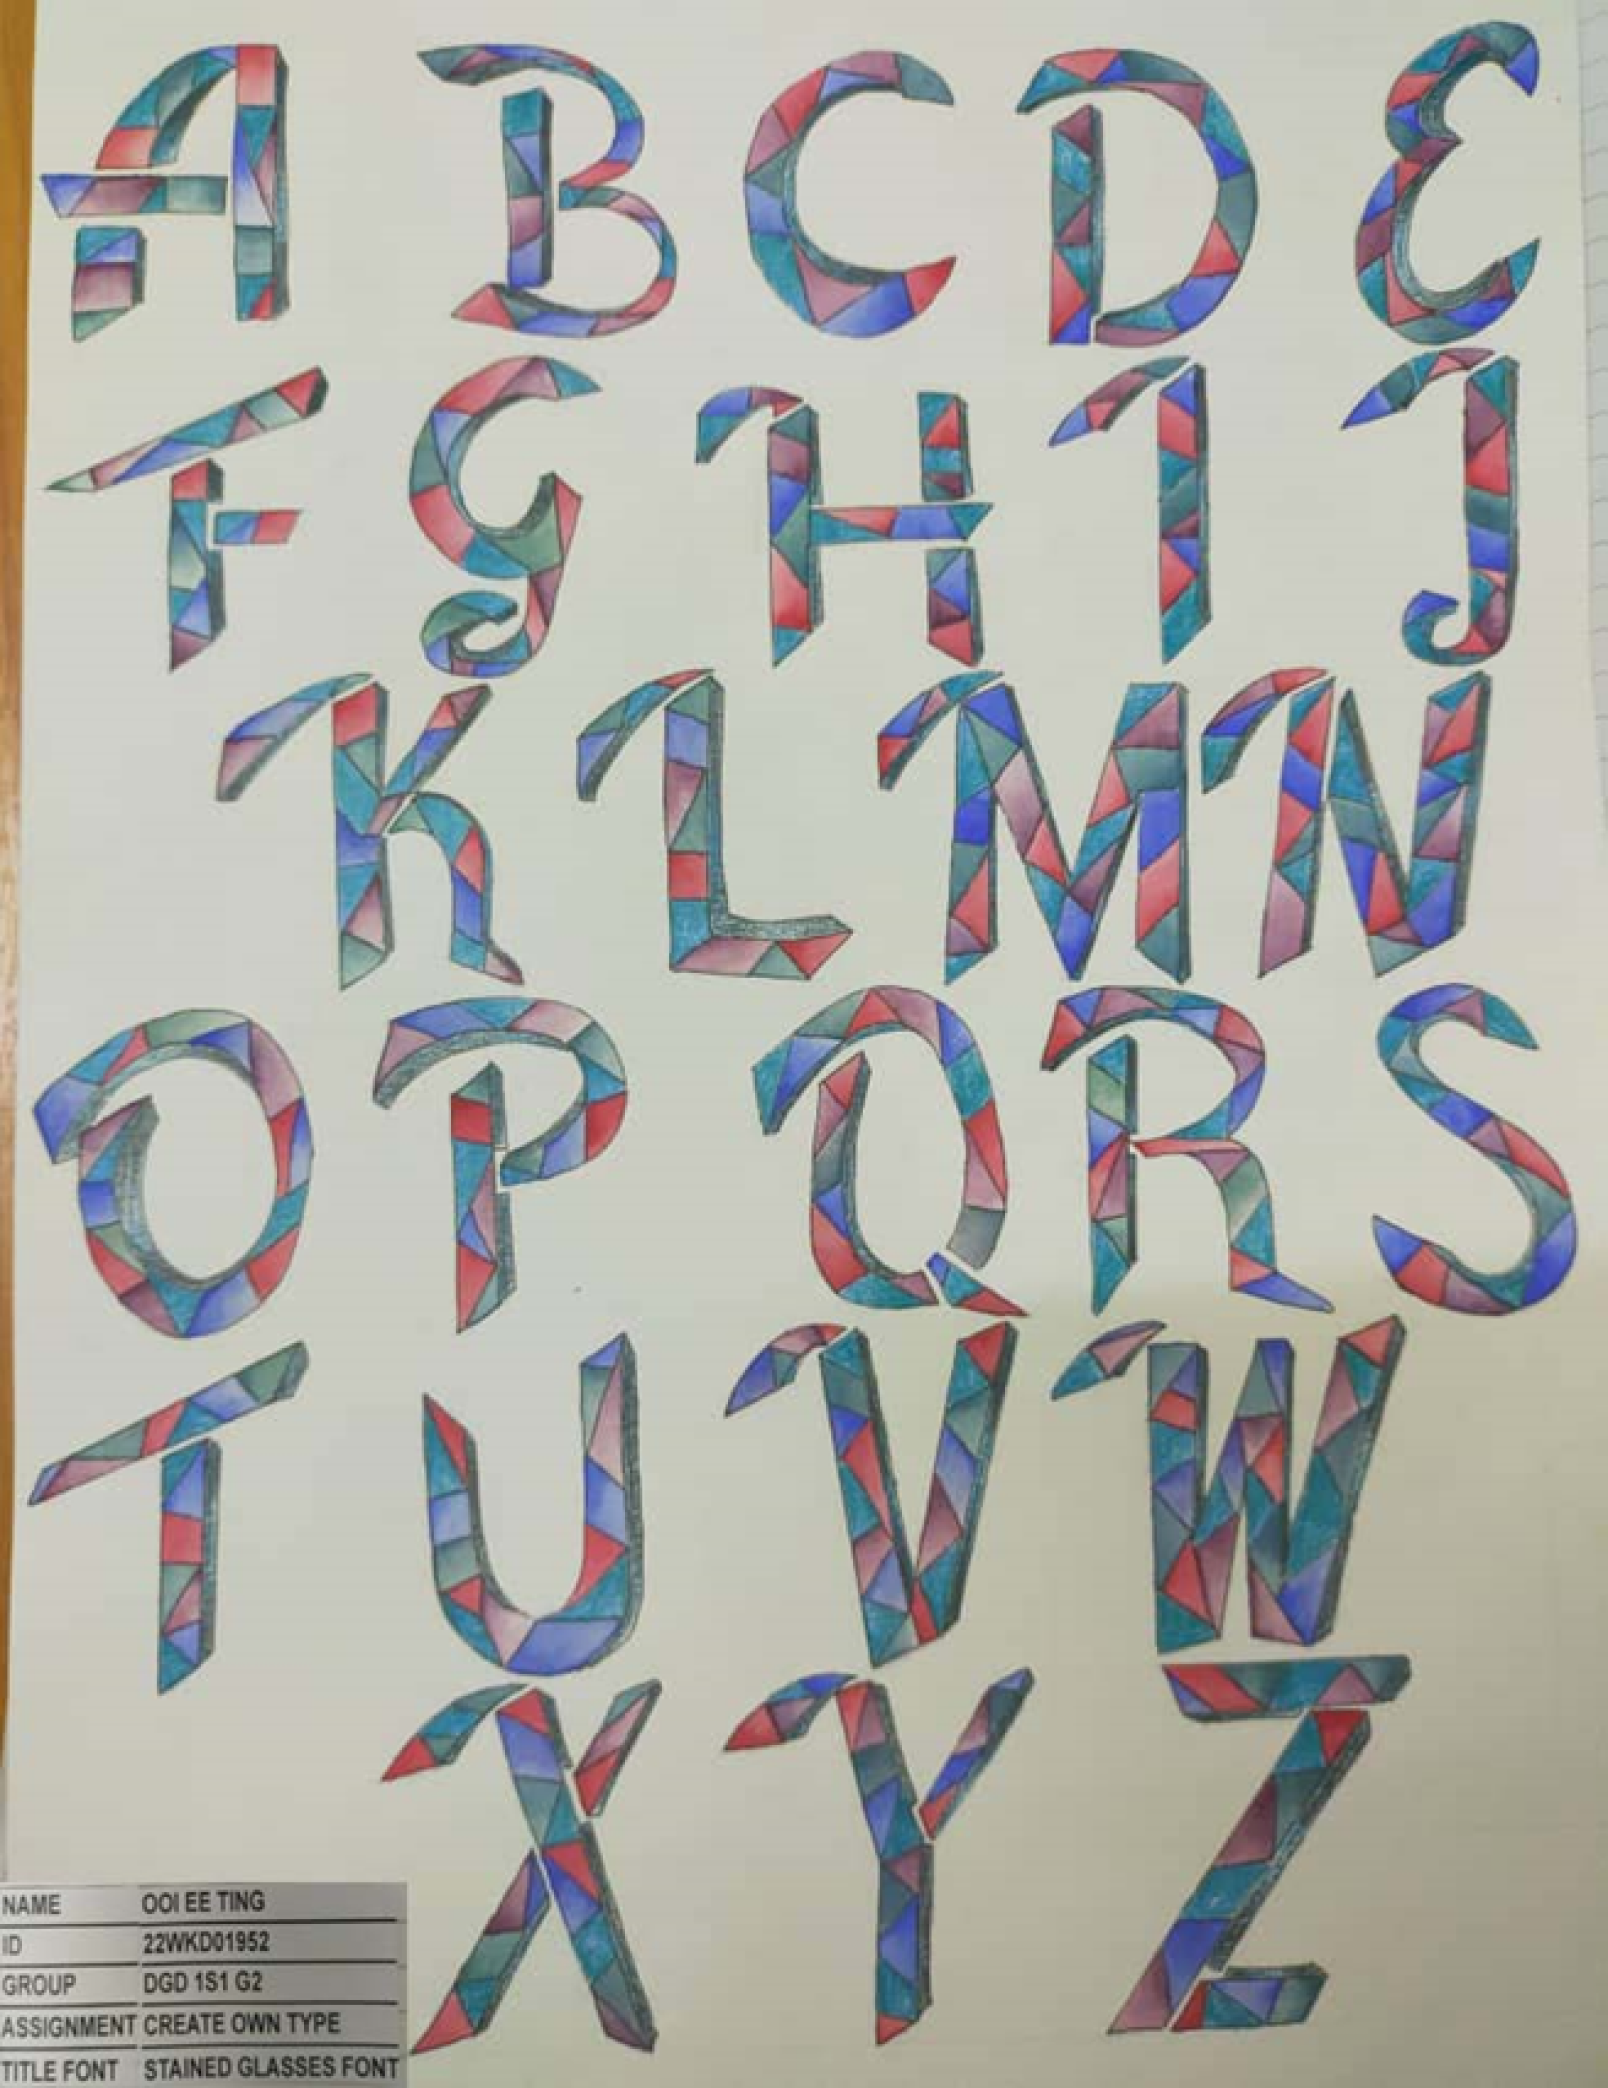 A B C D E
F G H I J
K L M N
O P Q R S
T U V W
X Y Z
NAME OOI EE TING
ID 22WKD01952
GROUP DGD 1S1 G2
ASSIGNMENT CREATE OWN TYPE
TITLE FONT STAINED GLASSES FONT